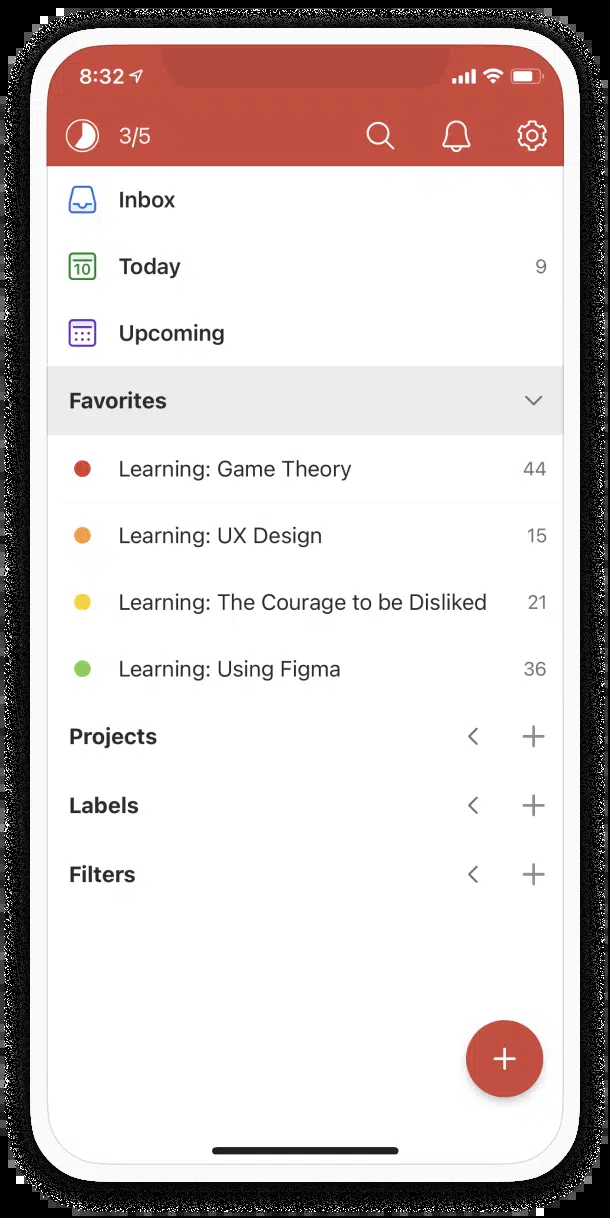 8:32
3/5
Inbox
10 Today 9
Upcoming
Favorites
Learning: Game Theory 44
Learning: UX Design 15
Learning: The Courage to be Disliked 21
Learning: Using Figma 36
Projects
Labels
Filters